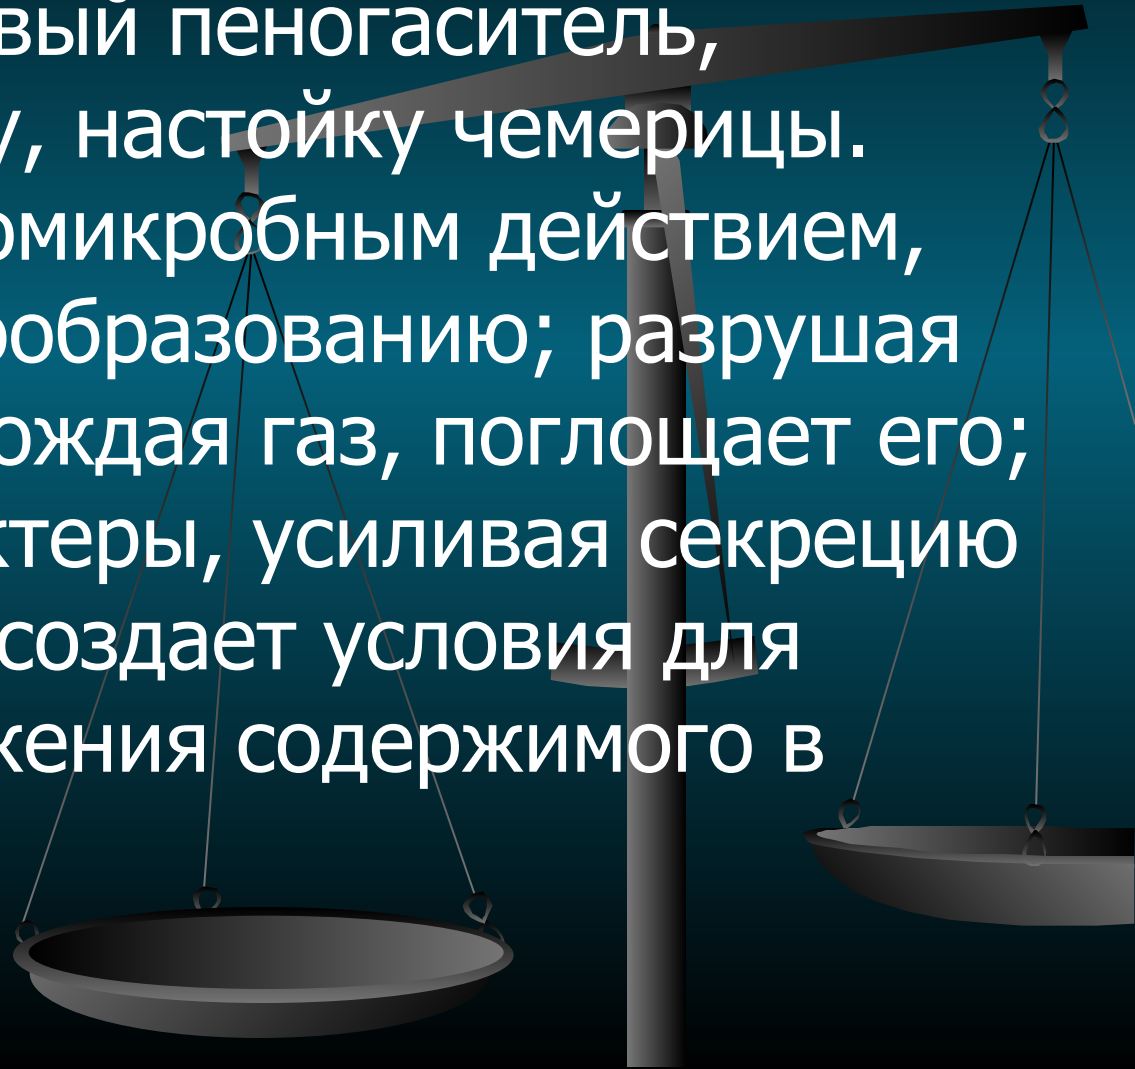 вый пеногаситель,
у, настойку чемерицы.
омикробным действием,
ообразованию; разрушая
ождая газ, поглощает его;
ктеры, усиливая секрецию
создает условия для
жения содержимого в